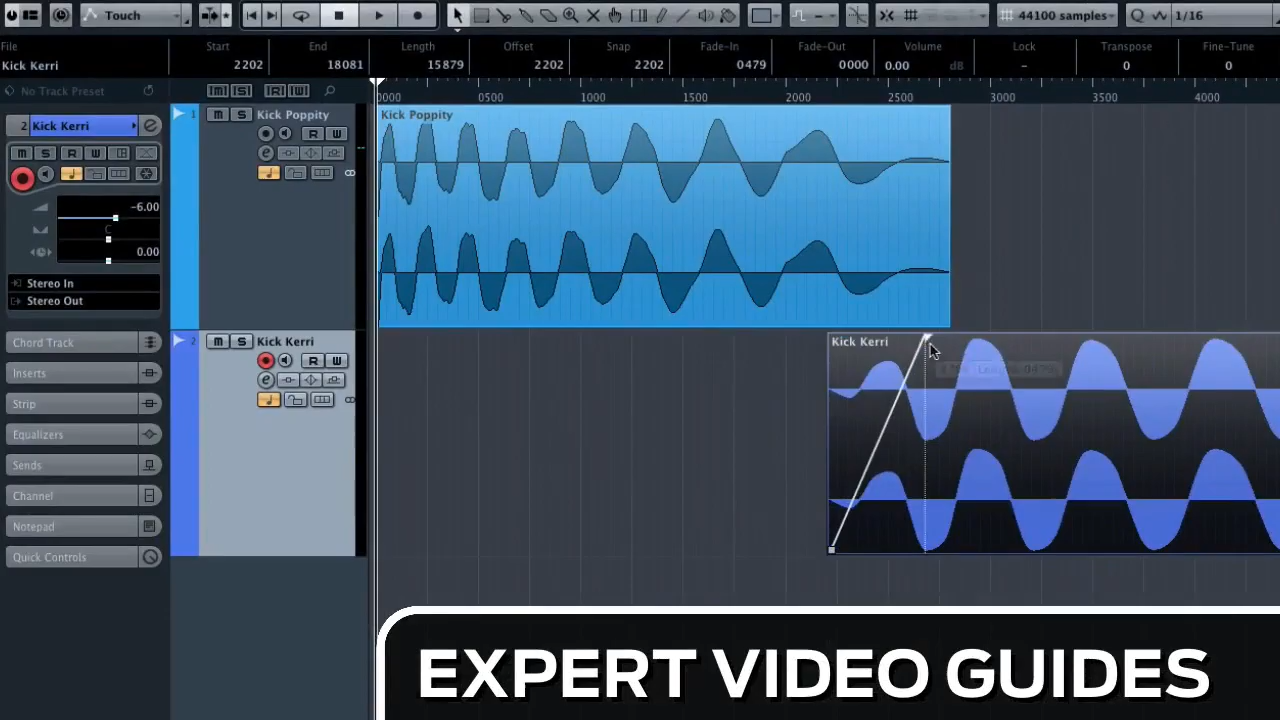 Touch
44100 samples
Q
1/16
File
Start
End
Length
Offset
Snap
Fade-In
Fade-Out
Volume
Lock
Transpose
Fine-Tune
Kick Kerri
2202
18081
15879
2202
2202
0479
0000
0.00
dB
-
0
0
No Track Preset
M
S
R
W
0000
0500
1000
1500
2000
2500
3000
3500
4000
2 Kick Kerri
e
M S R W
-6.00
C
0.00
Stereo In
Stereo Out
Chord Track
Inserts
Strip
Equalizers
Sends
Channel
Notepad
Quick Controls
1
M S Kick Poppity
R W
e
Kick Poppity
2
M S Kick Kerri
R W
e
Kick Kerri
EXPERT VIDEO GUIDES